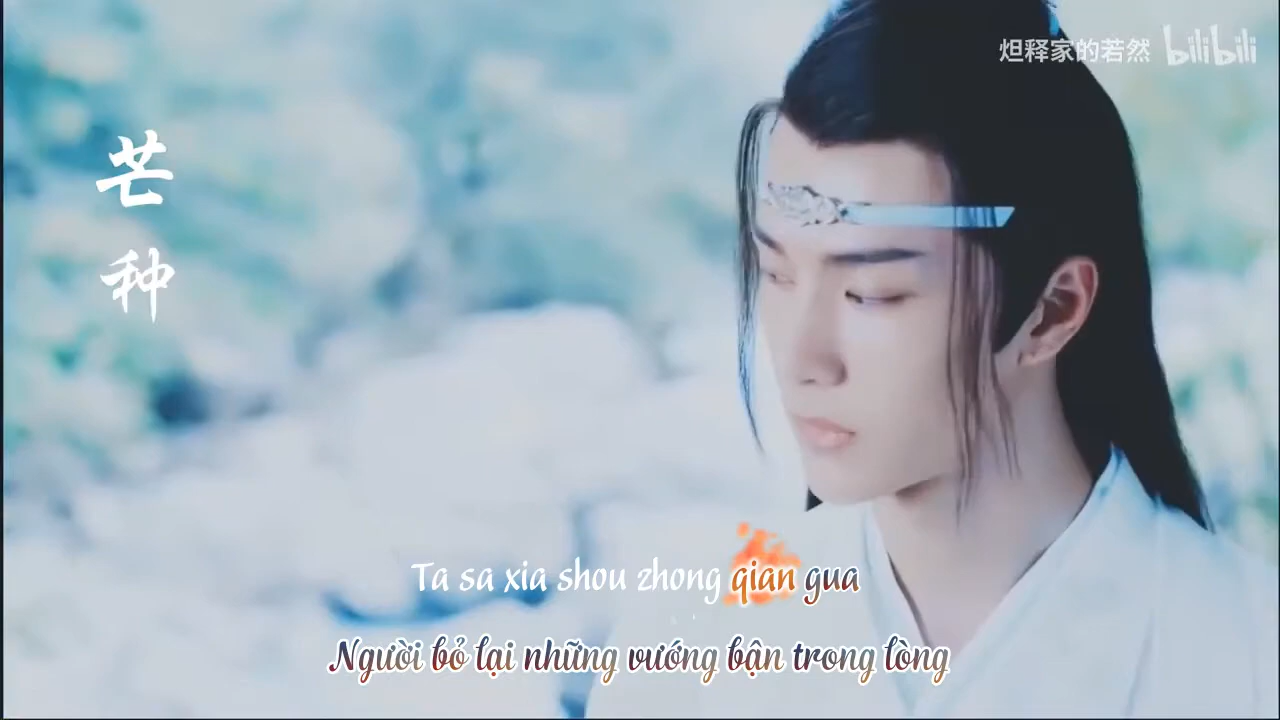 烜释家的若然 bilibili
芒
种
Ta sa xia shou zhong qian gua
Người bỏ lại những vướng bận trong lòng